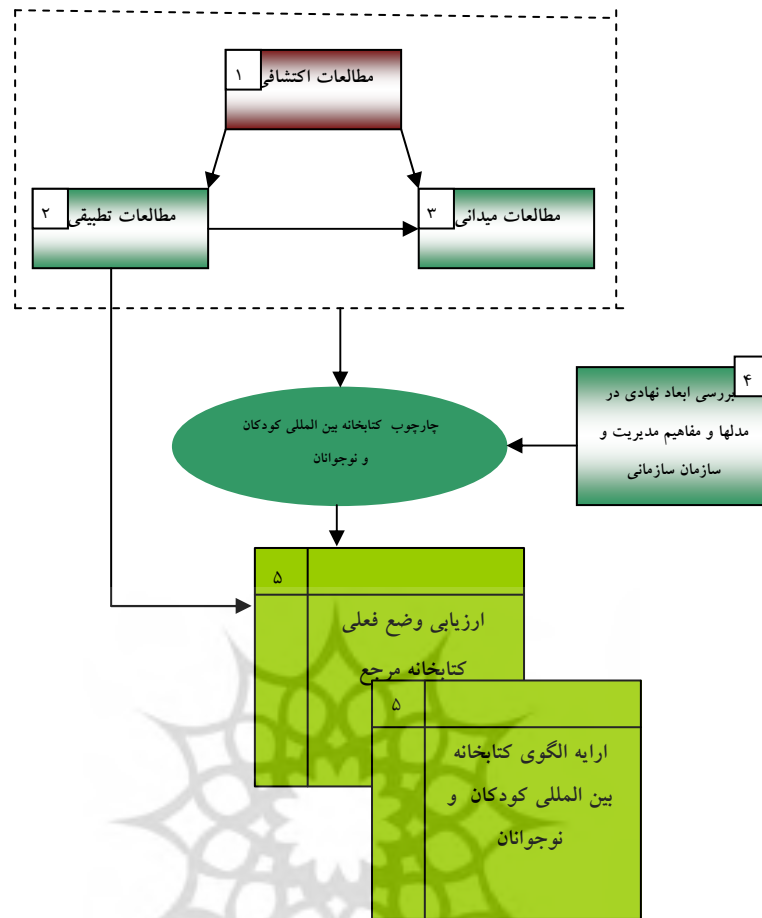 ۱
مطالعات اکتشافی
۲
مطالعات تطبیقی
۳
مطالعات میدانی
۴
بررسی ابعاد نهادی در
مدلها و مفاهیم مدیریت و
سازمان سازمانی
چارچوب کتابخانه بین المللی کودکان
و نوجوانان
۵
ارزیابی وضع فعلی
کتابخانه مرجع
۵
ارایه الگوی کتابخانه
بین المللی کودکان و
نوجوانان